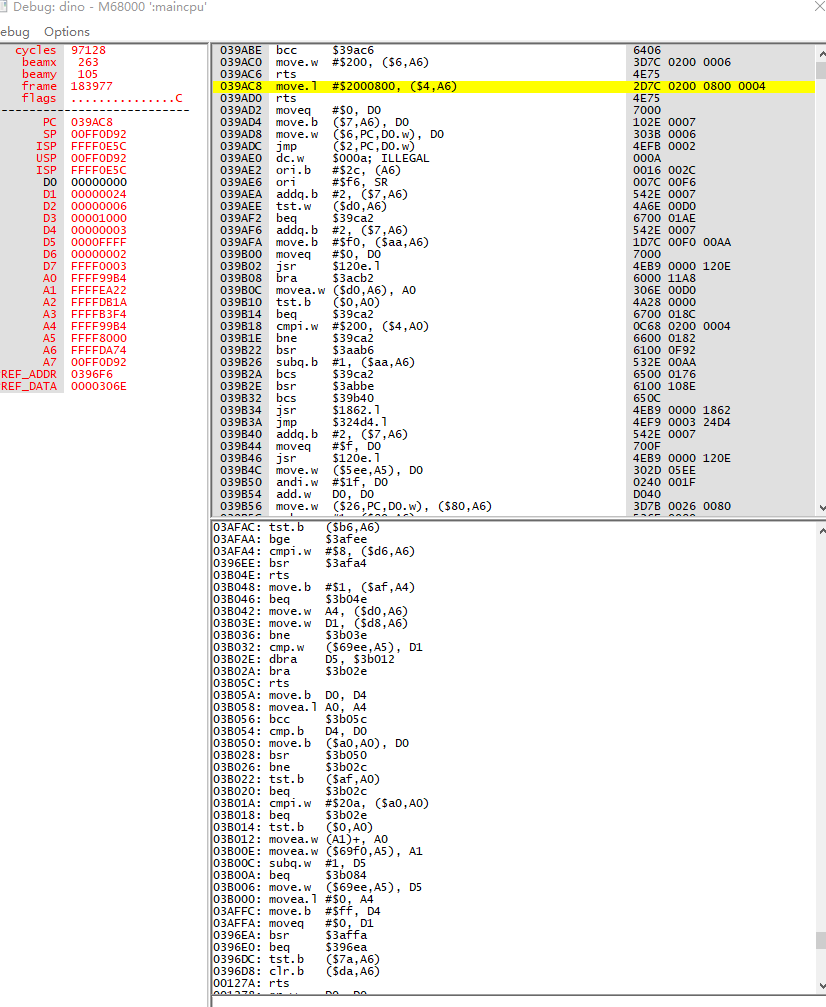 Debug: dino - M68000 ':maincpu'
ebug Options
cycles 97128
beamx 263
beamy 105
frame 183977
flags ...............C
PC 039AC8
SP 00FF0D92
ISP FFFF0E5C
USP 00FF0D92
ISP FFFF0E5C
D0 00000000
D1 00000024
D2 00000006
D3 00001000
D4 00000003
D5 0000FFFF
D6 00000002
D7 FFFF0003
A0 FFFF99B4
A1 FFFFEA22
A2 FFFFDB1A
A3 FFFFB3F4
A4 FFFF99B4
A5 FFFF8000
A6 FFFFDA74
A7 00FF0D92
REF_ADDR 0396F6
REF_DATA 0000306E
039ABE bcc $39ac6 6406
039AC0 move.w #$200, ($6,A6) 3D7C 0200 0006
039AC6 rts 4E75
039AC8 move.l #$2000800, ($4,A6) 2D7C 0200 0800 0004
039AD0 rts 4E75
039AD2 moveq #$0, D0 7000
039AD4 move.b ($7,A6), D0 102E 0007
039AD8 move.w ($6,PC,D0.w), D0 303B 0006
039ADC jmp ($2,PC,D0.w) 4EFB 0002
039AE0 dc.w $000a; ILLEGAL 000A
039AE2 ori.b #$2c, (A6) 0016 002C
039AE6 ori #$f6, SR 007C 00F6
039AEA addq.b #2, ($7,A6) 542E 0007
039AEE tst.w ($d0,A6) 4A6E 00D0
039AF2 beq $39ca2 6700 01AE
039AF6 addq.b #2, ($7,A6) 542E 0007
039AFA move.b #$f0, ($aa,A6) 1D7C 00F0 00AA
039B00 moveq #$0, D0 7000
039B02 jsr $120e.l 4EB9 0000 120E
039B08 bra $3acb2 6000 11A8
039B0C movea.w ($d0,A6), A0 306E 00D0
039B10 tst.b ($0,A0) 4A28 0000
039B14 beq $39ca2 6700 018C
039B18 cmpi.w #$200, ($4,A0) 0C68 0200 0004
039B1E bne $39ca2 6600 0182
039B22 bsr $3aab6 6100 0F92
039B26 subq.b #1, ($aa,A6) 532E 00AA
039B2A bcs $39ca2 6500 0176
039B2E bsr $3abbe 6100 108E
039B32 bcs $39b40 650C
039B34 jsr $1862.l 4EB9 0000 1862
039B3A jmp $324d4.l 4EF9 0003 24D4
039B40 addq.b #2, ($7,A6) 542E 0007
039B44 moveq #$f, D0 700F
039B46 jsr $120e.l 4EB9 0000 120E
039B4C move.w ($5ee,A5), D0 302D 05EE
039B50 andi.w #$1f, D0 0240 001F
039B54 add.w D0, D0 D040
039B56 move.w ($26,PC,D0.w), ($80,A6) 3D7B 0026 0080
03AFAC: tst.b ($b6,A6)
03AFAA: bge $3afee
03AFA4: cmpi.w #$8, ($d6,A6)
0396EE: bsr $3afa4
03B04E: rts
03B048: move.b #$1, ($af,A4)
03B046: beq $3b04e
03B042: move.w A4, ($d0,A6)
03B03E: move.w D1, ($d8,A6)
03B036: bne $3b03e
03B032: cmp.w ($69ee,A5), D1
03B02E: dbra D5, $3b012
03B02A: bra $3b02e
03B05C: rts
03B05A: move.b D0, D4
03B058: movea.l A0, A4
03B056: bcc $3b05c
03B054: cmp.b D4, D0
03B050: move.b ($a0,A0), D0
03B028: bsr $3b050
03B026: bne $3b02c
03B022: tst.b ($af,A0)
03B020: beq $3b02c
03B01A: cmpi.w #$20a, ($a0,A0)
03B018: beq $3b02e
03B014: tst.b ($0,A0)
03B012: movea.w (A1)+, A0
03B00E: movea.w ($69f0,A5), A1
03B00C: subq.w #1, D5
03B00A: beq $3b084
03B006: move.w ($69ee,A5), D5
03B000: movea.l #$0, A4
03AFFC: move.b #$ff, D4
03AFFA: moveq #$0, D1
0396EA: bsr $3affa
0396E0: beq $396ea
0396DC: tst.b ($7a,A6)
0396D8: clr.b ($da,A6)
00127A: rts